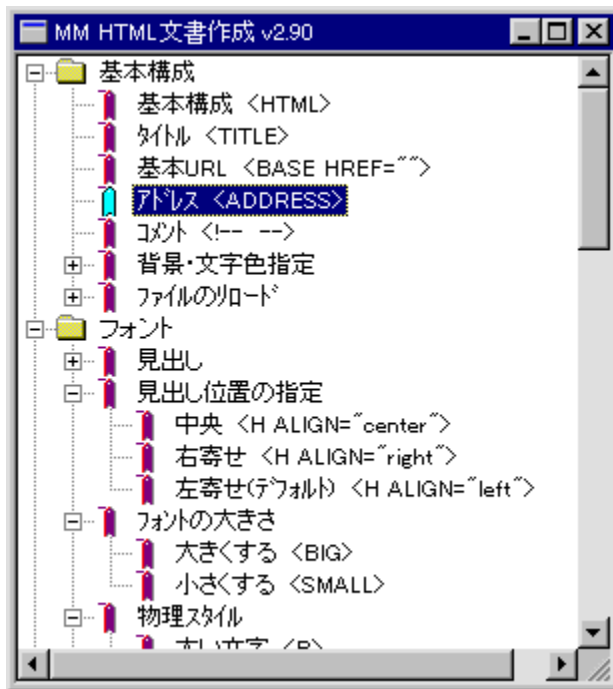 MM HTML文書作成 v2.90
基本構成
基本構成 <HTML>
ﾀｲﾄﾙ <TITLE>
基本URL <BASE HREF="">
ｱﾄﾞﾚｽ <ADDRESS>
ｺﾒﾝﾄ <!-- -->
背景・文字色指定
ﾌｧｲﾙのﾘﾛｰﾄﾞ
フォント
見出し
見出し位置の指定
中央 <H ALIGN="center">
右寄せ <H ALIGN="right">
左寄せ(ﾃﾞﾌｫﾙﾄ) <H ALIGN="left">
ﾌｫﾝﾄの大きさ
大きくする <BIG>
小さくする <SMALL>
物理ｽﾀｲﾙ